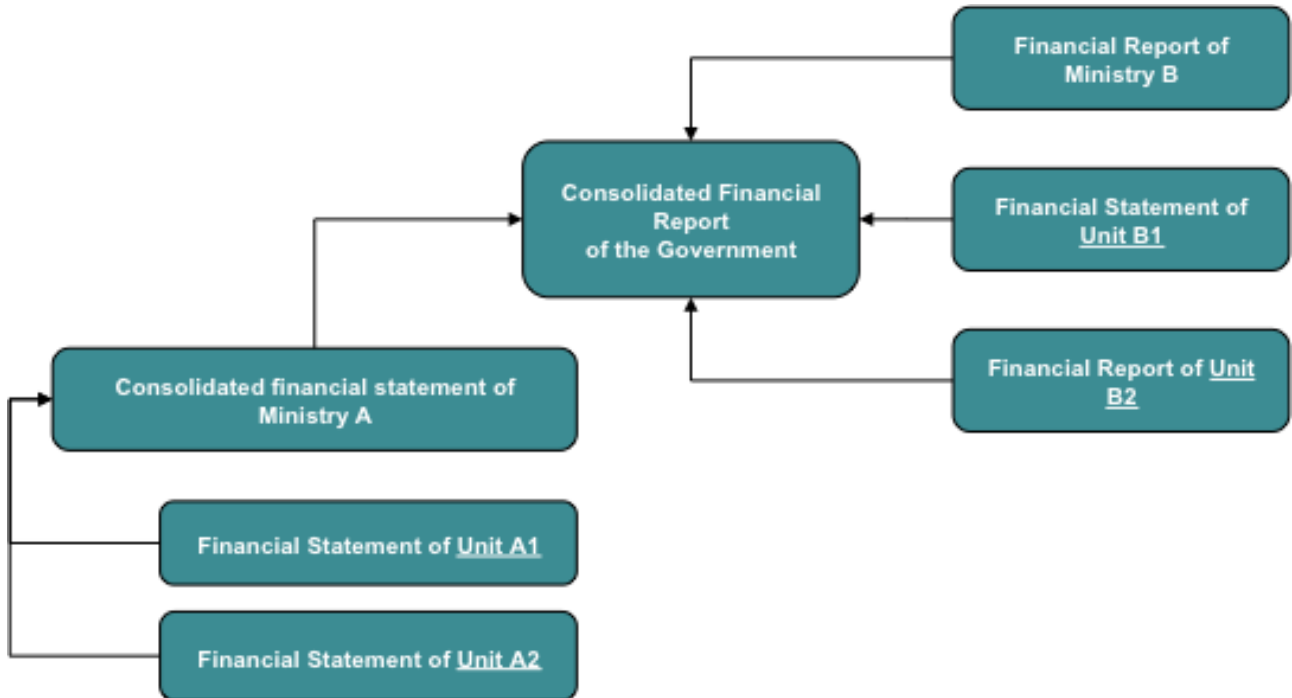 Financial Report of
Ministry B
Consolidated Financial
Report
of the Government
Financial Statement of
Unit B1
Financial Report of Unit
B2
Consolidated financial statement of
Ministry A
Financial Statement of Unit A1
Financial Statement of Unit A2